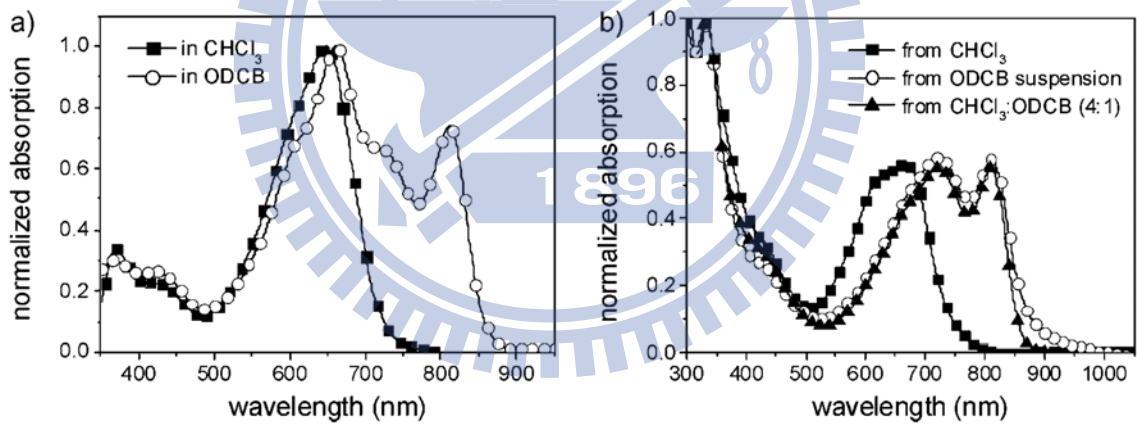 a)
in CHCl₃
in ODCB
normalized absorption
1.0
0.8
0.6
0.4
0.2
0.0
400 500 600 700 800 900
wavelength (nm)
b)
from CHCl₃
from ODCB suspension
from CHCl₃:ODCB (4:1)
normalized absorption
1.0
0.8
0.6
0.4
0.2
0.0
300 400 500 600 700 800 900 1000
wavelength (nm)
1896